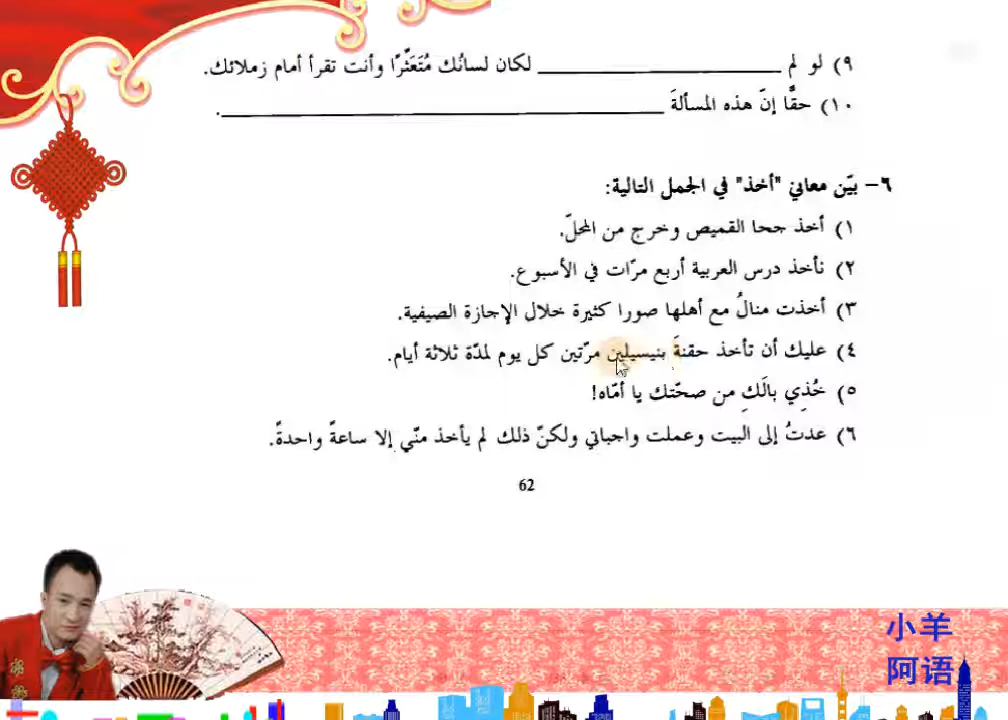 ٩) لو لم ______________________ لكان لسانُك مُتَعَثِّرًا وأنت تقرأ أمام زملائك.
١٠) حقًّا إنّ هذه المسألةَ ________________________________________.
٦- بيّن معانيَ "أخذ" في الجمل التالية:
١) أخذ جحا القميص وخرج من المحلّ.
٢) نأخذ درس العربية أربع مرّات في الأسبوع.
٣) أخذت منالُ مع أهلها صورا كثيرة خلال الإجازة الصيفية.
٤) عليك أن تأخذ حقنةَ بنيسيلين مرّتين كل يوم لمدّة ثلاثة أيام.
٥) خُذِي بالَكِ من صحّتك يا أمّاه!
٦) عدتُ إلى البيت وعملت واجباتي ولكنّ ذلك لم يأخذ منّي إلا ساعةً واحدةً.
62
小羊
阿语